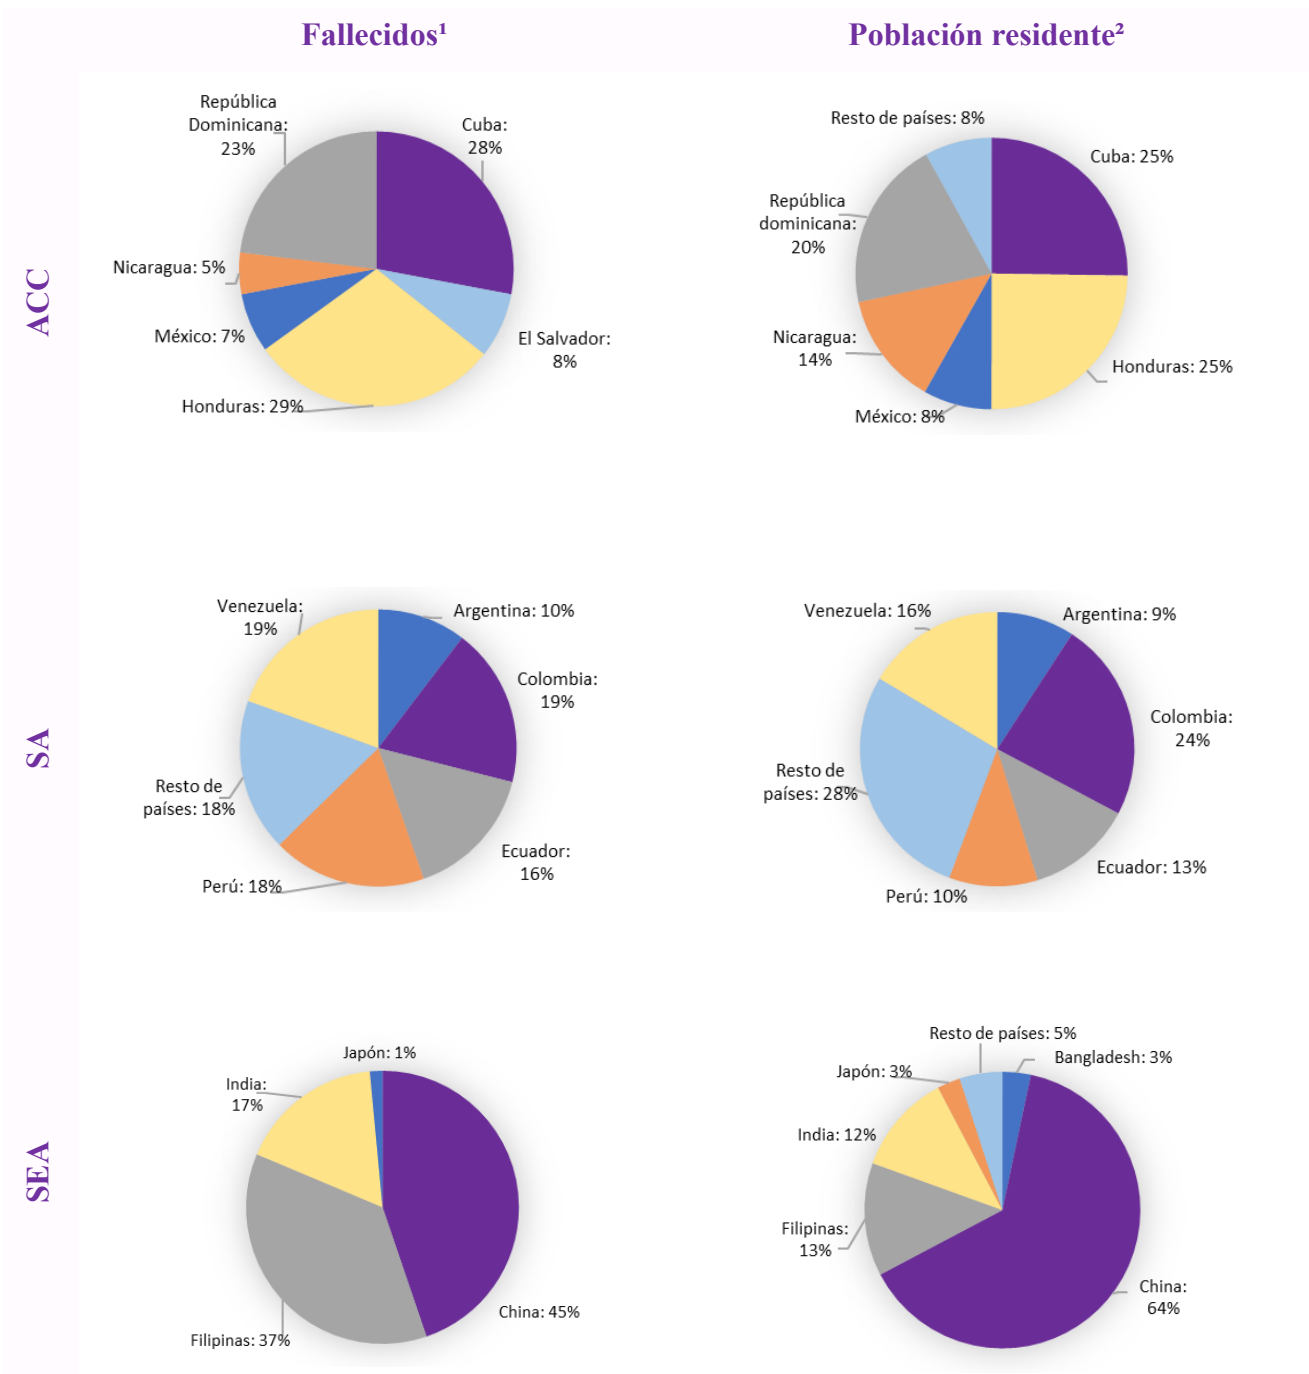 Fallecidos¹
Población residente²
ACC
República
Dominicana:
23%
Cuba:
28%
Nicaragua: 5%
México: 7%
El Salvador:
8%
Honduras: 29%
Resto de países: 8%
Cuba: 25%
República
dominicana:
20%
Nicaragua:
14%
Honduras: 25%
México: 8%
SA
Venezuela:
19%
Argentina: 10%
Colombia:
19%
Resto de
países: 18%
Ecuador:
16%
Perú: 18%
Venezuela: 16%
Argentina: 9%
Colombia:
24%
Resto de
países: 28%
Ecuador: 13%
Perú: 10%
SEA
Japón: 1%
India:
17%
China: 45%
Filipinas: 37%
Resto de países: 5%
Bangladesh: 3%
Japón: 3%
India: 12%
Filipinas:
13%
China:
64%